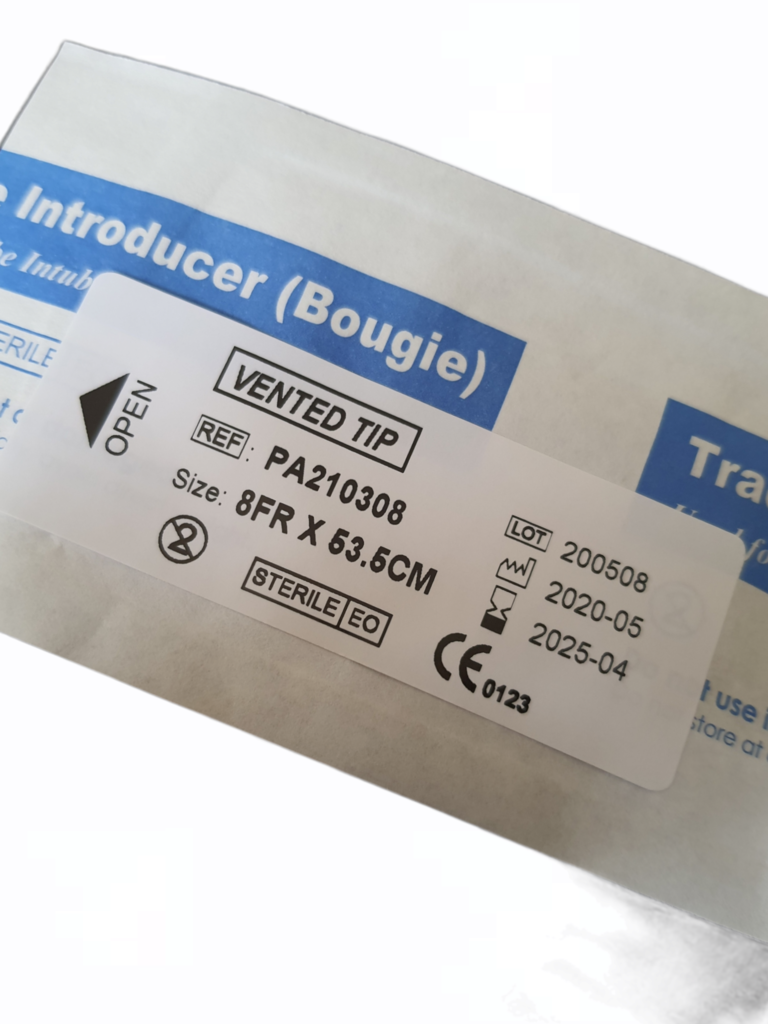 Introducer (Bougie)
VENTED TIP
OPEN
REF: PA210308
Size: 8FR X 53.5CM
2
STERILE EO
LOT 200508
2020-05
2025-04
CE 0123
use
store at